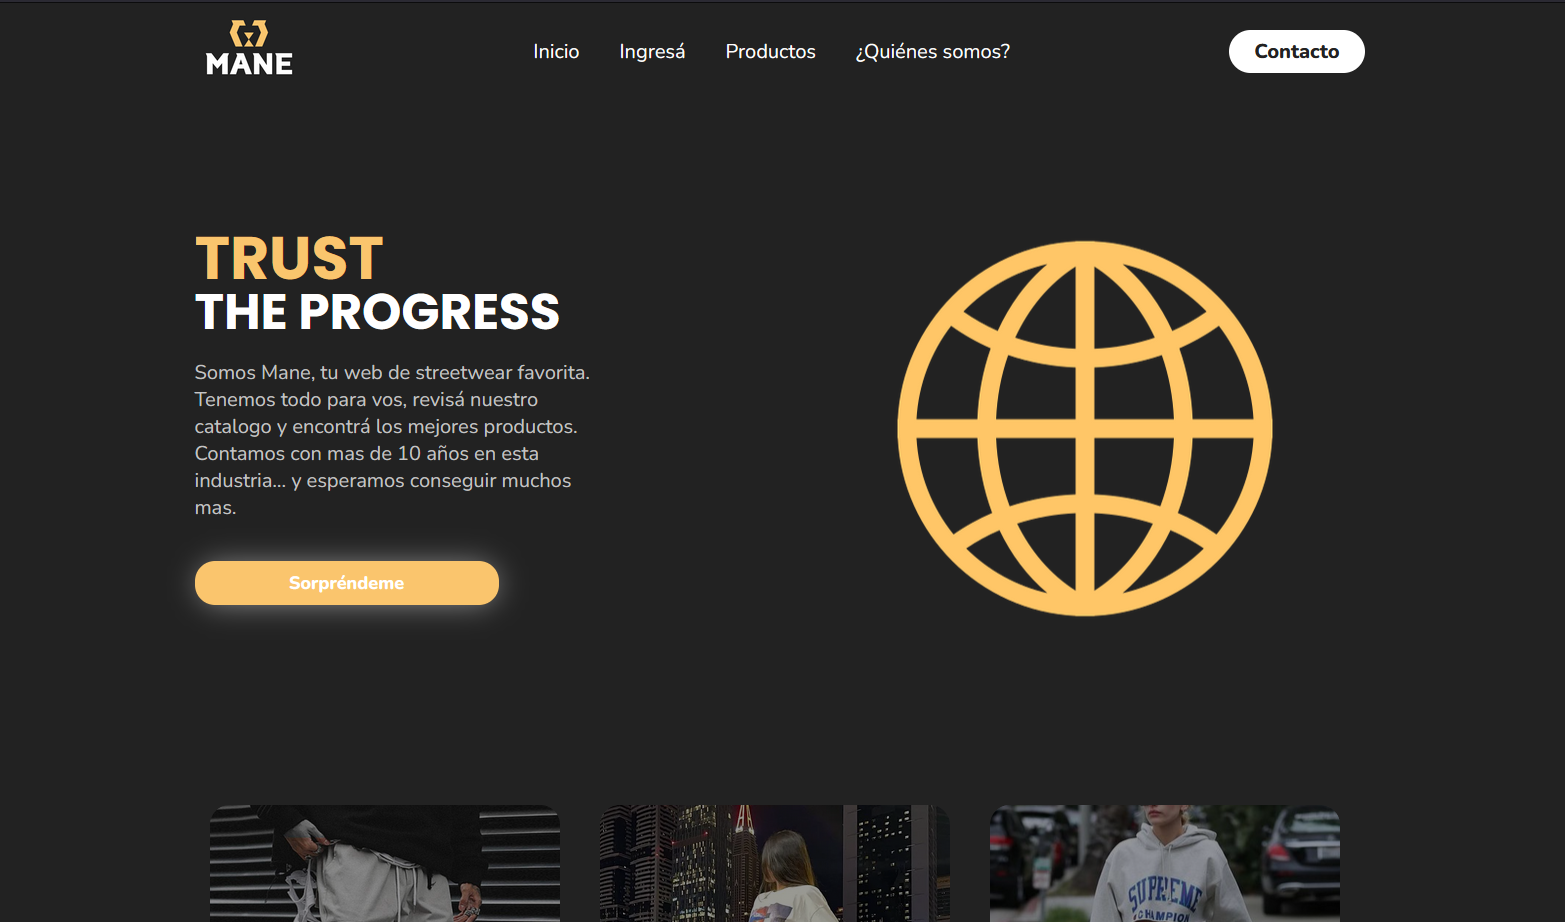 MANE
Inicio Ingresá Productos ¿Quiénes somos? Contacto
TRUST
THE PROGRESS
Somos Mane, tu web de streetwear favorita.
Tenemos todo para vos, revisá nuestro
catalogo y encontrá los mejores productos.
Contamos con mas de 10 años en esta
industria... y esperamos conseguir muchos
mas.
Sorpréndeme
SUPREME
CHAMPION